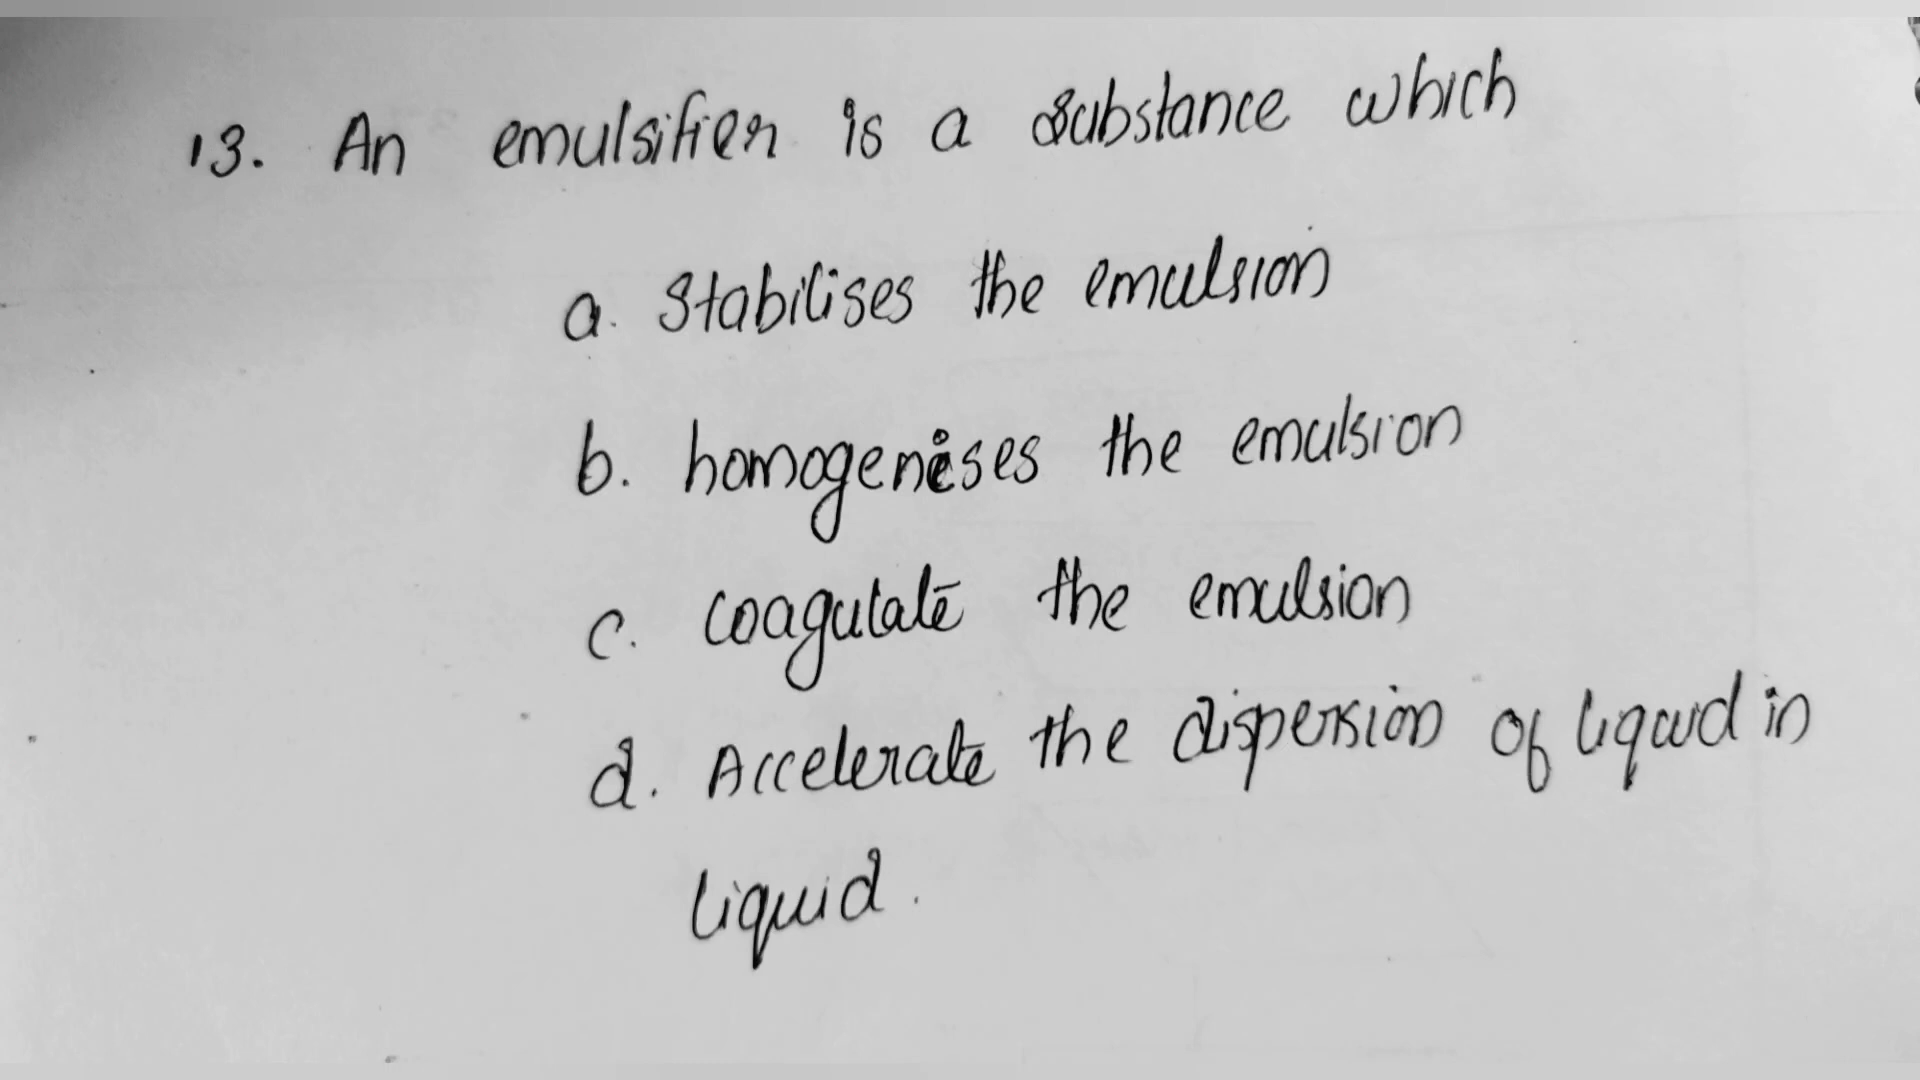 13. An emulsifier is a substance which
a. Stabilises the emulsion
b. homogenises the emulsion
c. Coagulate the emulsion
d. Accelerate the dispersion of liquid in
liquid.